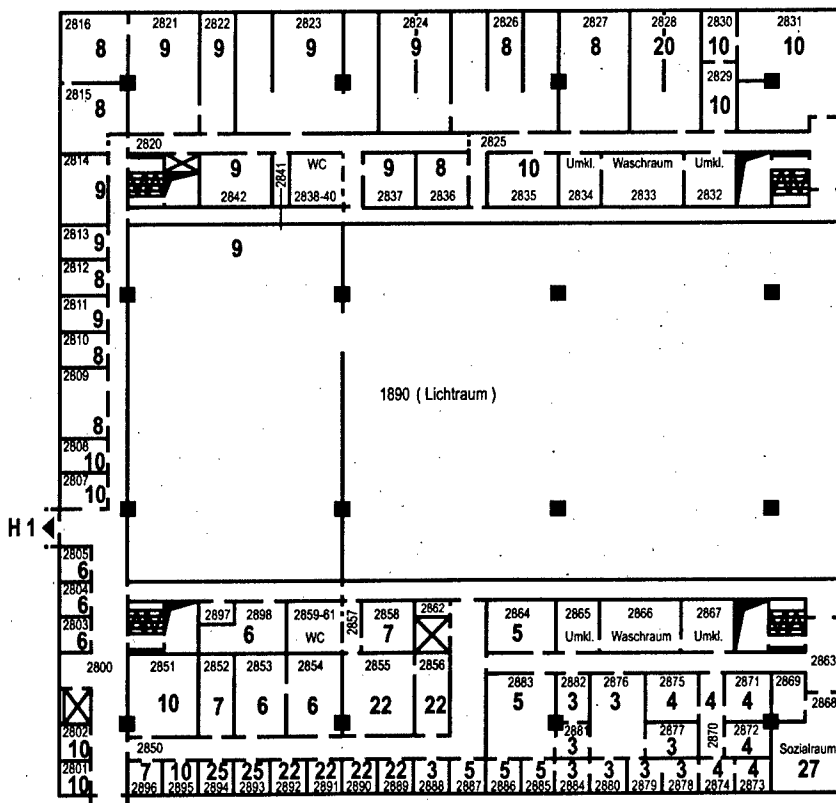 2816 2821 2822 2823 2824 2826 2827 2828 2830 2831
8 9 9 9 9 8 8 20 10 10
2815 2829
8 10
2820 2825
2814 9 2841 WC 9 8 10 Umkl. Waschraum Umkl.
9 2842 2838-40 2837 2836 2835 2834 2833 2832
2813
9 9
2812
8
2811
9
2810
8
2809
1890 ( Lichtraum )
8
2808
10
2807
10
H 1
2805
6
2804
6
2803 2897 2898 2859-61 2857 2858 2862 2864 2865 2866 2867
6 6 WC 7 5 Umkl. Waschraum Umkl.
2800 2851 2852 2853 2854 2855 2856 2863
2883 2882 2876 2875 2871 2869
10 7 6 6 22 22 5 3 3 4 4 4 2868
2802 2881 2877 2870 2872
10 2850 3 3 4 Sozialraum
2801 7 10 25 25 22 22 22 22 3 5 5 5 3 3 3 3 4 4 27
10 2896 2895 2894 2893 2892 2891 2890 2889 2888 2887 2886 2885 2884 2880 2879 2878 2874 2873